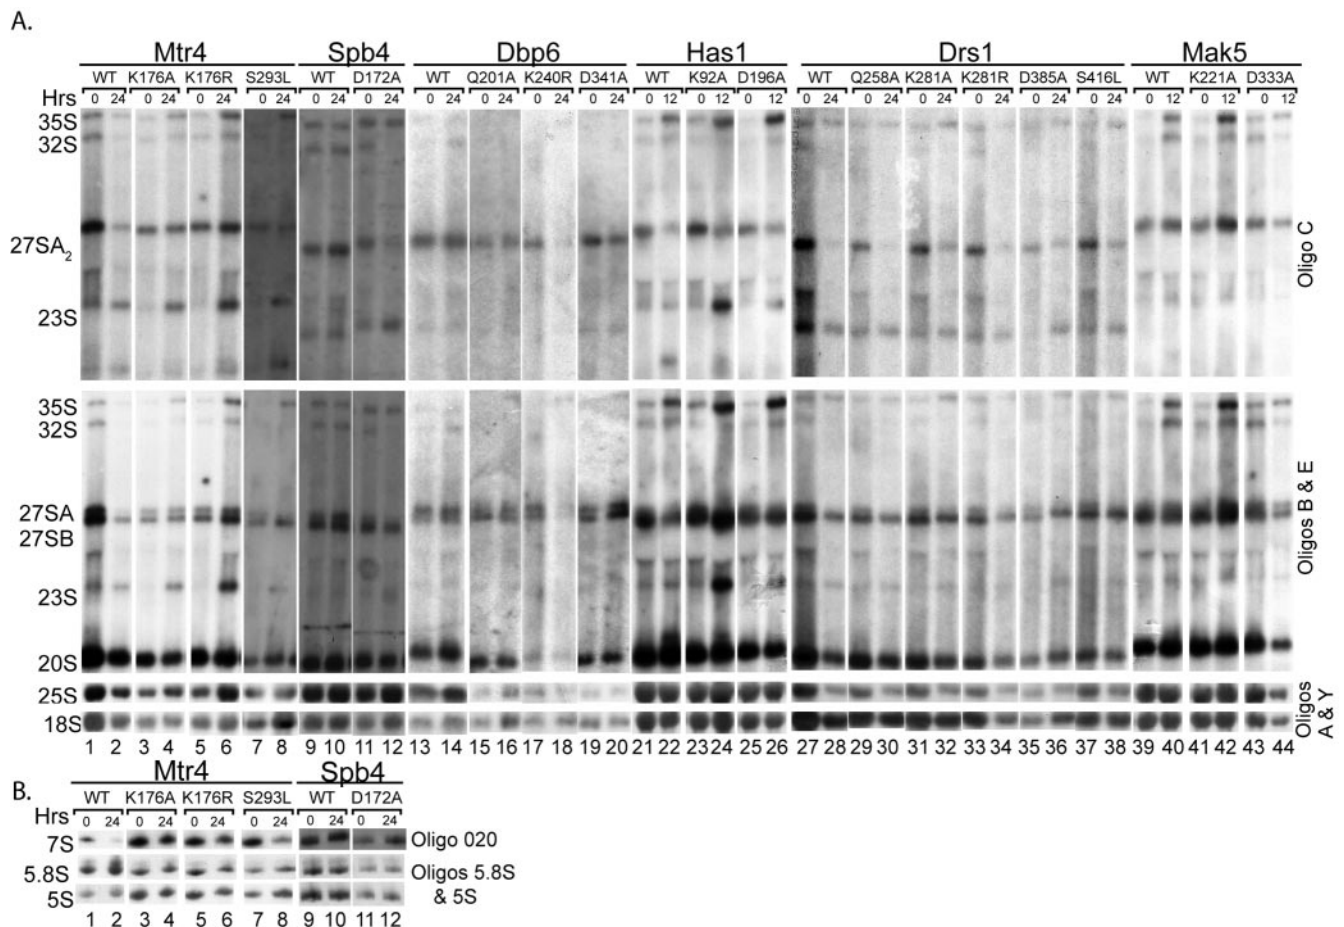 A.
Mtr4 Spb4 Dbp6 Has1 Drs1 Mak5
WT K176A K176R S293L WT D172A WT Q201A K240R D341A WT K92A D196A WT Q258A K281A K281R D385A S416L WT K221A D333A
Hrs 0 24 0 24 0 24 0 24 0 24 0 24 0 24 0 24 0 24 0 24 0 12 0 12 0 12 0 24 0 24 0 24 0 24 0 24 0 24 0 12 0 12 0 12
35S
32S
27SA2
23S
Oligo C
35S
32S
27SA
27SB
23S
20S
Oligos B & E
25S
18S
Oligos
A & Y
1 2 3 4 5 6 7 8 9 10 11 12 13 14 15 16 17 18 19 20 21 22 23 24 25 26 27 28 29 30 31 32 33 34 35 36 37 38 39 40 41 42 43 44
B.
Mtr4 Spb4
WT K176A K176R S293L WT D172A
Hrs 0 24 0 24 0 24 0 24 0 24 0 24
7S Oligo 020
5.8S Oligos 5.8S
5S & 5S
1 2 3 4 5 6 7 8 9 10 11 12